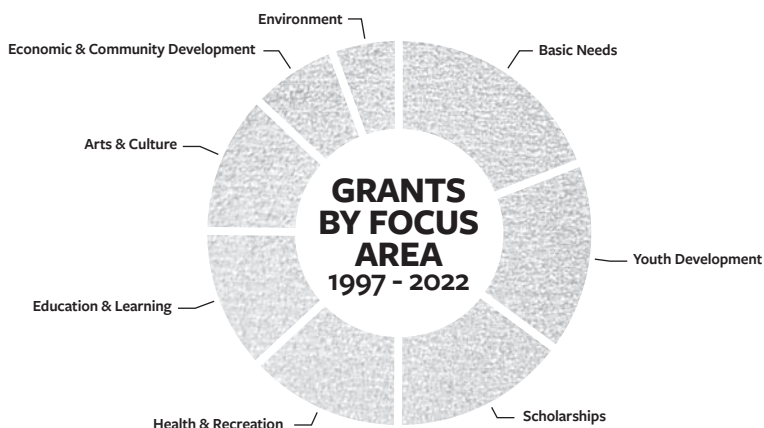 Environment
Economic & Community Development
Basic Needs
Arts & Culture
GRANTS
BY FOCUS
AREA
1997 - 2022
Youth Development
Education & Learning
Scholarships
Health & Recreation